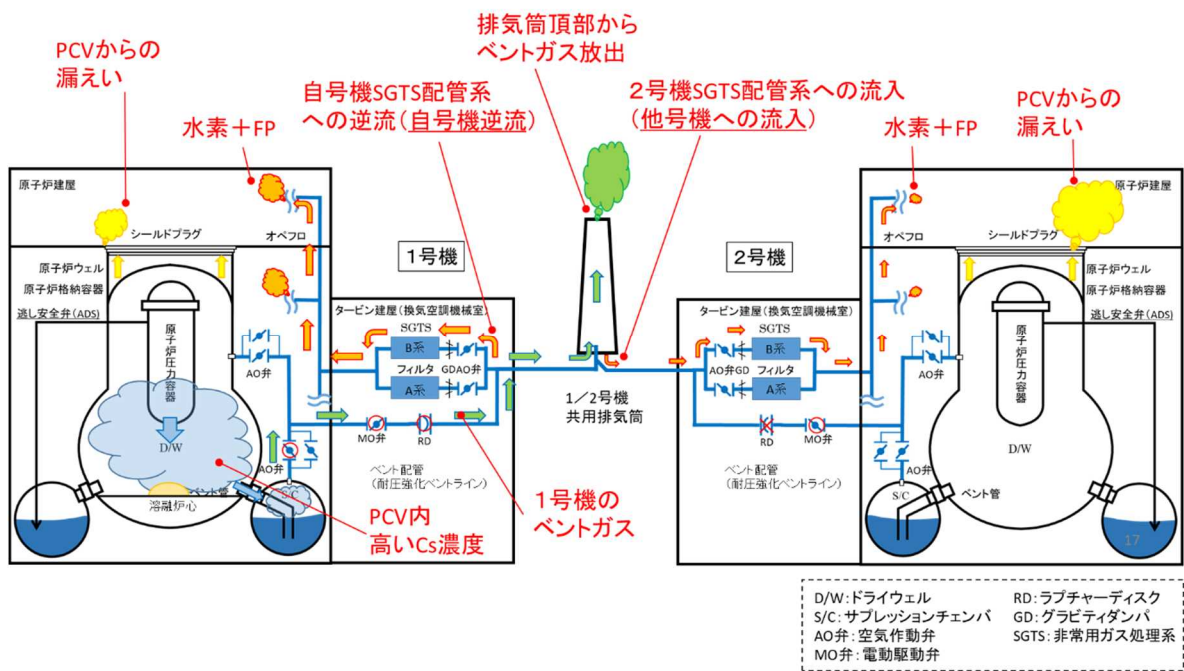 排気筒頂部から
ベントガス放出
PCVからの
漏えい
自号機SGTS配管系
への逆流(自号機逆流)
2号機SGTS配管系への流入
(他号機への流入)
PCVからの
漏えい
水素+FP
水素+FP
原子炉建屋
シールドプラグ
オペフロ
原子炉ウェル
原子炉格納容器
逃し安全弁(ADS)
原子炉圧力容器
D/W
AO弁
AO弁
S/C
ベント管
溶融炉心
PCV内
高いCs濃度
1号機
タービン建屋(換気空調機械室)
SGTS
B系
フィルタ
GD
AO弁
A系
MO弁
RD
ベント配管
(耐圧強化ベントライン)
1号機の
ベントガス
1/2号機
共用排気筒
2号機
タービン建屋(換気空調機械室)
SGTS
B系
AO弁
GD
フィルタ
A系
RD
MO弁
ベント配管
(耐圧強化ベントライン)
原子炉建屋
オペフロ
シールドプラグ
原子炉ウェル
原子炉格納容器
逃し安全弁(ADS)
原子炉圧力容器
AO弁
D/W
AO弁
S/C
ベント管
17
D/W:ドライウェル
S/C:サプレッションチェンバ
AO弁:空気作動弁
MO弁:電動駆動弁
RD:ラプチャーディスク
GD:グラビティダンパ
SGTS:非常用ガス処理系